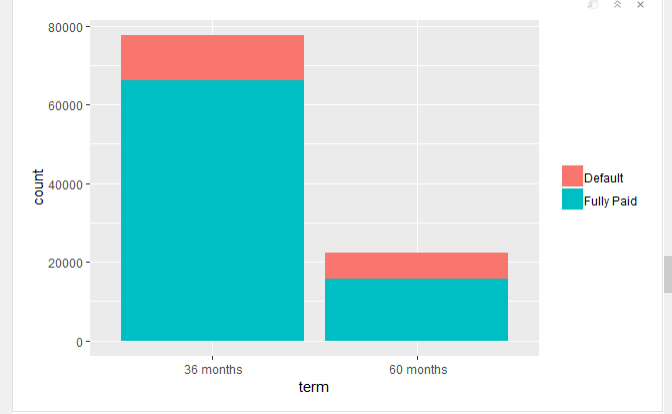 80000
60000
40000
20000
0
count
36 months
60 months
term
Default
Fully Paid